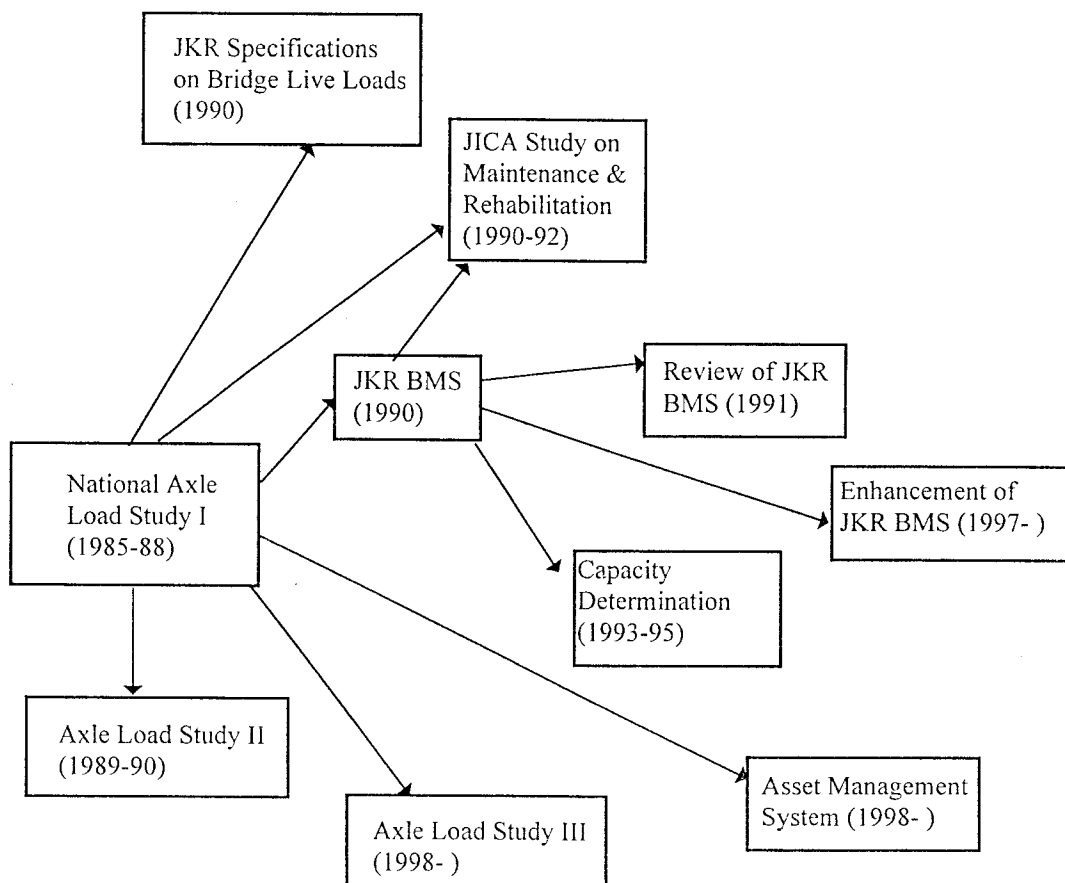 JKR Specifications
on Bridge Live Loads
(1990)
JICA Study on
Maintenance &
Rehabilitation
(1990-92)
JKR BMS
(1990)
Review of JKR
BMS (1991)
National Axle
Load Study I
(1985-88)
Enhancement of
JKR BMS (1997- )
Capacity
Determination
(1993-95)
Axle Load Study II
(1989-90)
Asset Management
System (1998- )
Axle Load Study III
(1998- )